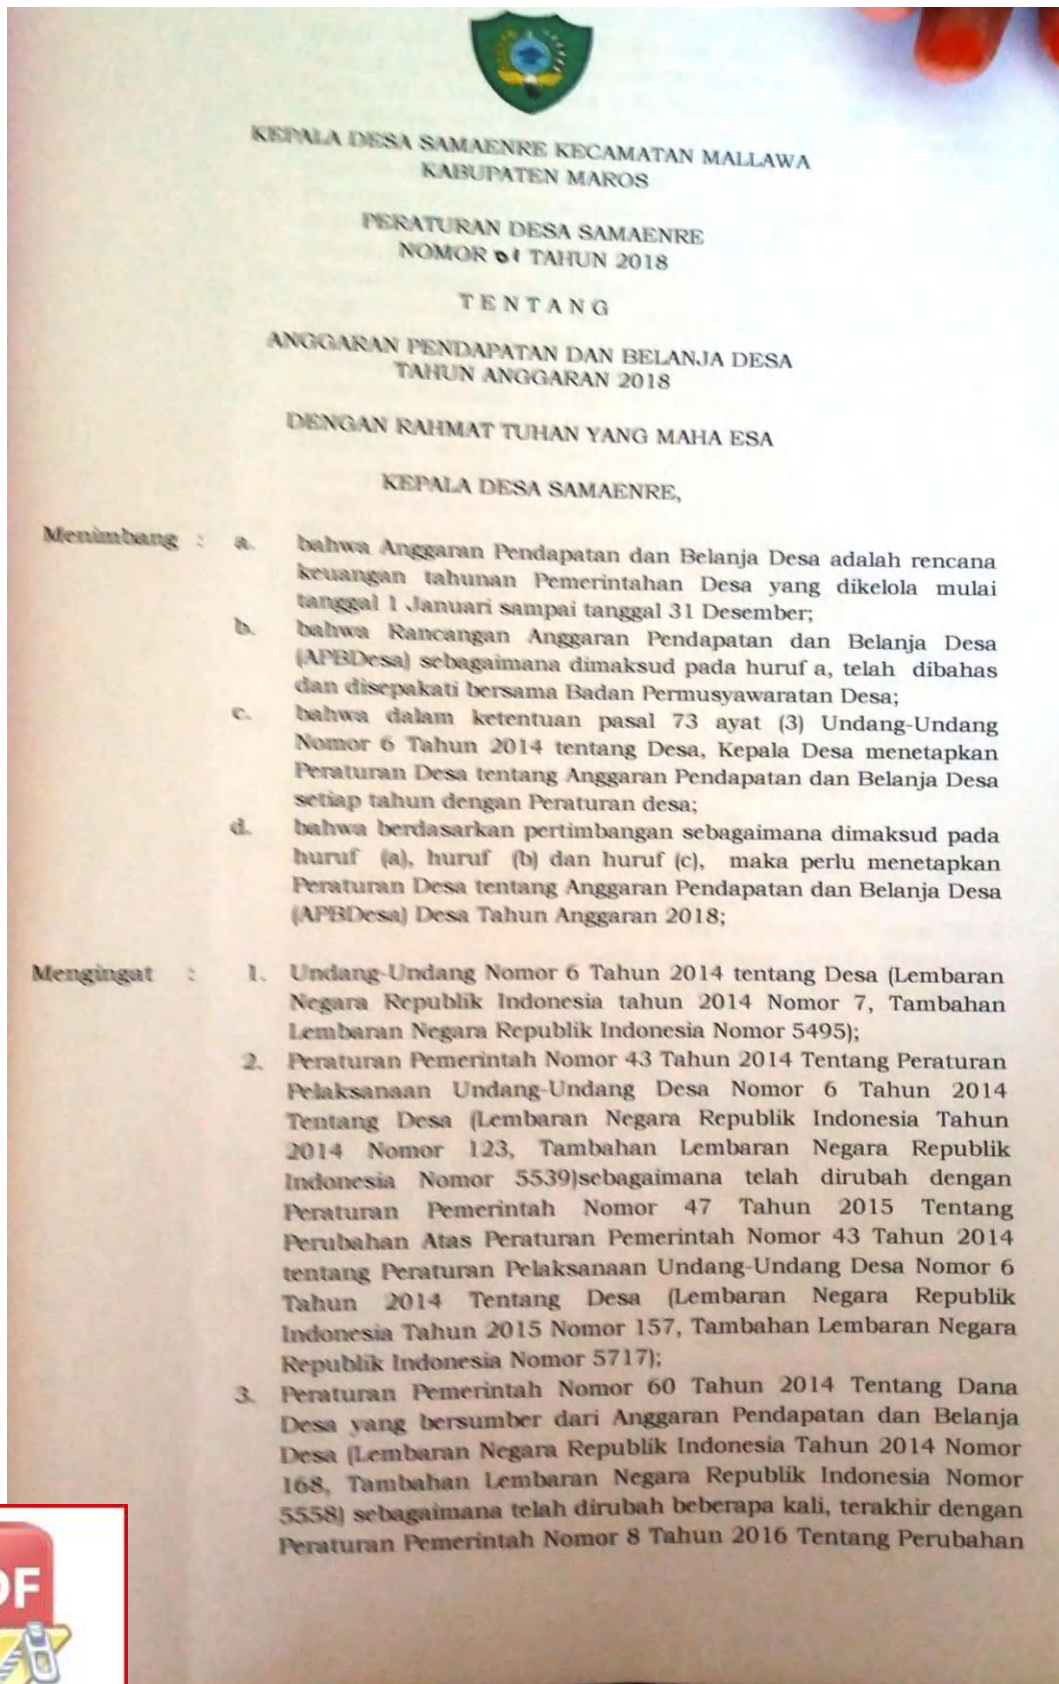 KEPALA DESA SAMAENRE KECAMATAN MALLAWA
KABUPATEN MAROS
PERATURAN DESA SAMAENRE
NOMOR 01 TAHUN 2018
T E N T A N G
ANGGARAN PENDAPATAN DAN BELANJA DESA
TAHUN ANGGARAN 2018
DENGAN RAHMAT TUHAN YANG MAHA ESA
KEPALA DESA SAMAENRE,
Menimbang : a. bahwa Anggaran Pendapatan dan Belanja Desa adalah rencana
keuangan tahunan Pemerintahan Desa yang dikelola mulai
tanggal 1 Januari sampai tanggal 31 Desember;
b. bahwa Rancangan Anggaran Pendapatan dan Belanja Desa
(APBDesa) sebagaimana dimaksud pada huruf a, telah dibahas
dan disepakati bersama Badan Permusyawaratan Desa;
c. bahwa dalam ketentuan pasal 73 ayat (3) Undang-Undang
Nomor 6 Tahun 2014 tentang Desa, Kepala Desa menetapkan
Peraturan Desa tentang Anggaran Pendapatan dan Belanja Desa
setiap tahun dengan Peraturan desa;
d. bahwa berdasarkan pertimbangan sebagaimana dimaksud pada
huruf (a), huruf (b) dan huruf (c), maka perlu menetapkan
Peraturan Desa tentang Anggaran Pendapatan dan Belanja Desa
(APBDesa) Desa Tahun Anggaran 2018;
Mengingat : 1. Undang-Undang Nomor 6 Tahun 2014 tentang Desa (Lembaran
Negara Republik Indonesia tahun 2014 Nomor 7, Tambahan
Lembaran Negara Republik Indonesia Nomor 5495);
2. Peraturan Pemerintah Nomor 43 Tahun 2014 Tentang Peraturan
Pelaksanaan Undang-Undang Desa Nomor 6 Tahun 2014
Tentang Desa (Lembaran Negara Republik Indonesia Tahun
2014 Nomor 123, Tambahan Lembaran Negara Republik
Indonesia Nomor 5539)sebagaimana telah dirubah dengan
Peraturan Pemerintah Nomor 47 Tahun 2015 Tentang
Perubahan Atas Peraturan Pemerintah Nomor 43 Tahun 2014
tentang Peraturan Pelaksanaan Undang-Undang Desa Nomor 6
Tahun 2014 Tentang Desa (Lembaran Negara Republik
Indonesia Tahun 2015 Nomor 157, Tambahan Lembaran Negara
Republik Indonesia Nomor 5717);
3. Peraturan Pemerintah Nomor 60 Tahun 2014 Tentang Dana
Desa yang bersumber dari Anggaran Pendapatan dan Belanja
Desa (Lembaran Negara Republik Indonesia Tahun 2014 Nomor
168, Tambahan Lembaran Negara Republik Indonesia Nomor
5558) sebagaimana telah dirubah beberapa kali, terakhir dengan
Peraturan Pemerintah Nomor 8 Tahun 2016 Tentang Perubahan